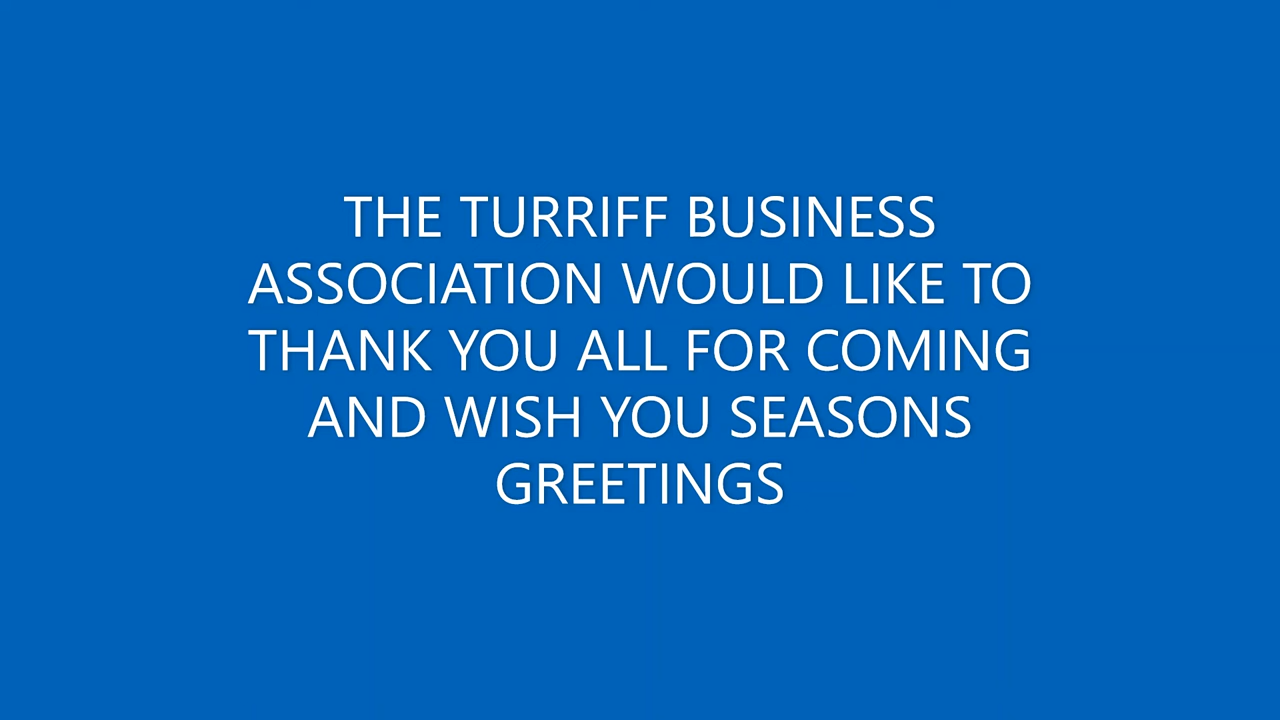 THE TURRIFF BUSINESS
ASSOCIATION WOULD LIKE TO
THANK YOU ALL FOR COMING
AND WISH YOU SEASONS
GREETINGS